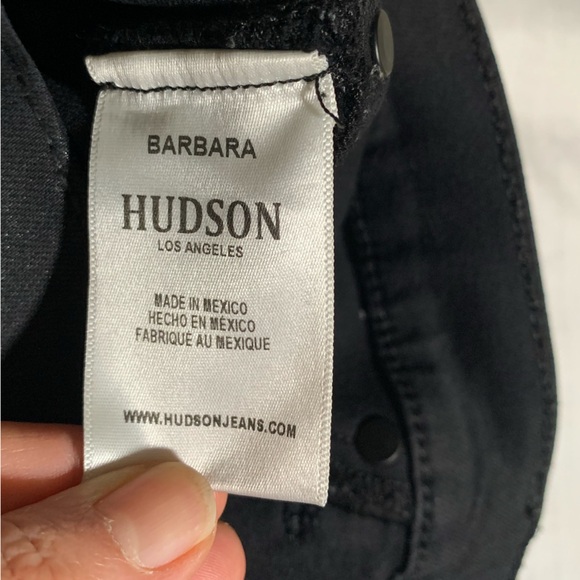 BARBARA
HUDSON
LOS ANGELES
MADE IN MEXICO
HECHO EN MÉXICO
FABRIQUÉ AU MEXIQUE
WWW.HUDSONJEANS.COM